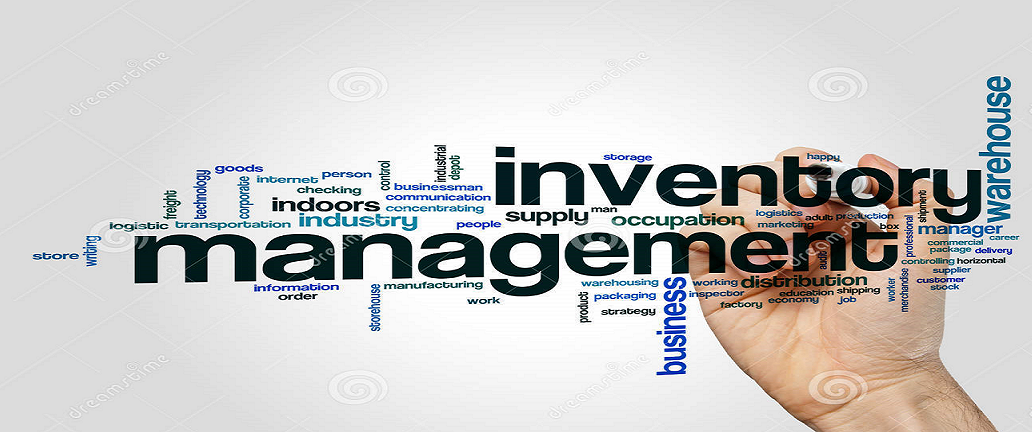 inventory
management
warehouse
business
storage
happy
goods
internet
person
technology
corporate
freight
checking
control
industrial
depot
businessman
communication
concentrating
indoors
industry
supply
man
occupation
people
logistic
transportation
store
writing
information
order
storehouse
manufacturing
work
warehousing
packaging
product
strategy
inspector
working
distribution
factory
economy
education
shipping
job
logistics
adult
production
marketing
box
audit
professional
shipment
manager
career
commercial
package
delivery
controlling
horizontal
supplier
customer
stock
worker
merchandise
dreamstime
dreamstime
dreamstime
dreamstime